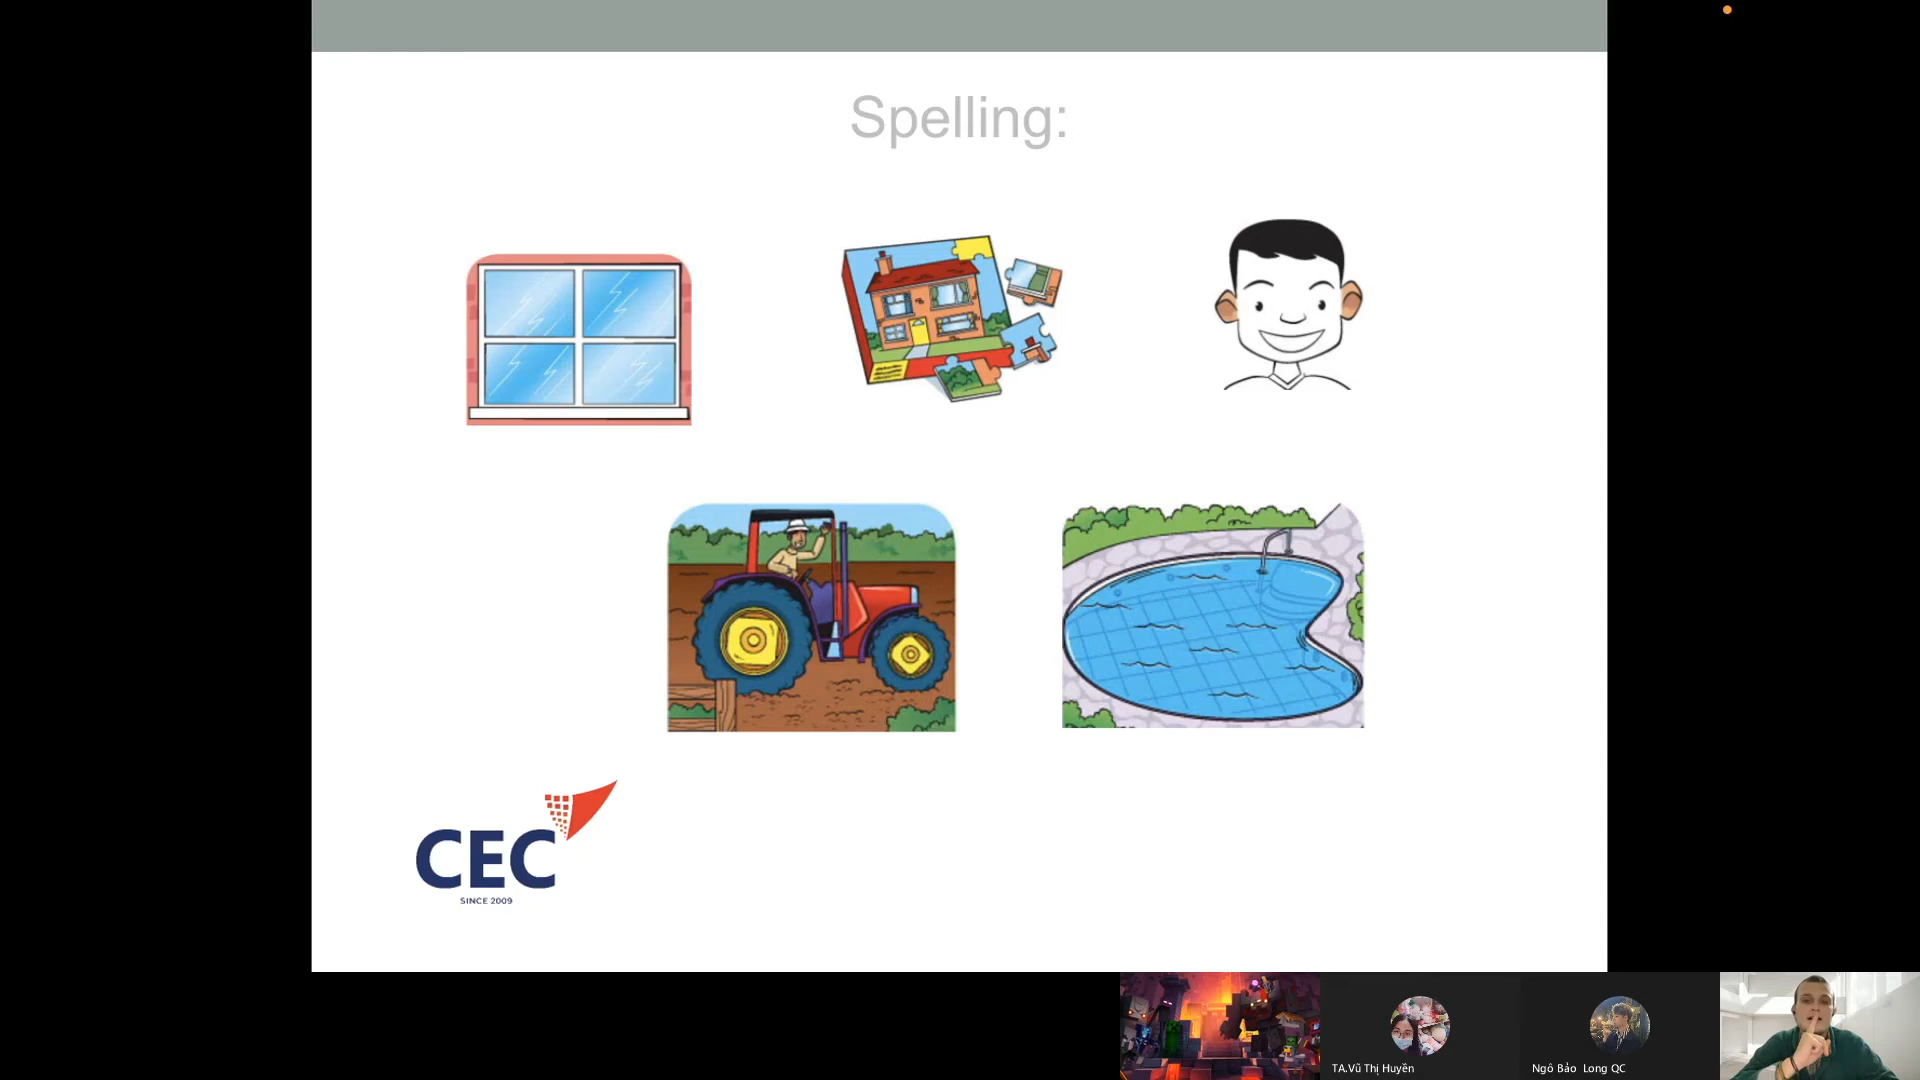 Spelling:
CEC
SINCE 2009
TA.Vũ Thị Huyền
Ngô Bảo  Long QC